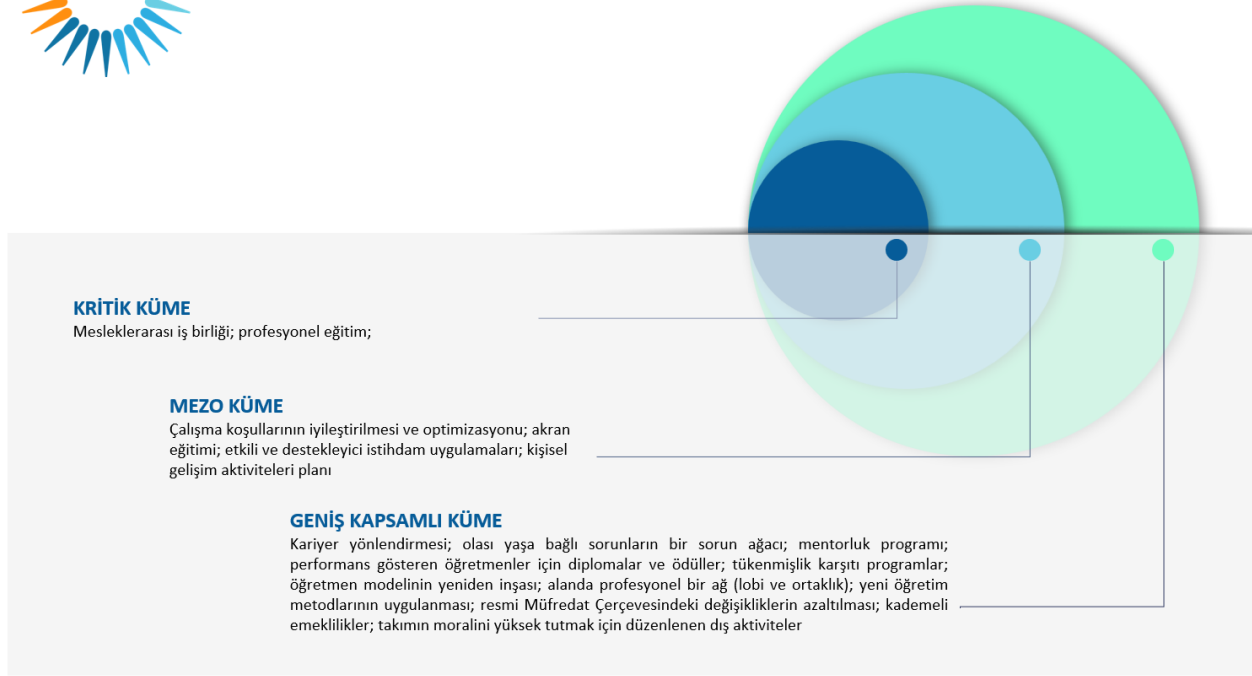 KRİTİK KÜME
Mesleklerarası iş birliği; profesyonel eğitim;
MEZO KÜME
Çalışma koşullarının iyileştirilmesi ve optimizasyonu; akran
eğitimi; etkili ve destekleyici istihdam uygulamaları; kişisel
gelişim aktiviteleri planı
GENİŞ KAPSAMLI KÜME
Kariyer yönlendirmesi; olası yaşa bağlı sorunların bir sorun ağacı; mentorluk programı;
performans gösteren öğretmenler için diplomalar ve ödüller; tükenmişlik karşıtı programlar;
öğretmen modelinin yeniden inşası; alanda profesyonel bir ağ (lobi ve ortaklık); yeni öğretim
metodlarının uygulanması; resmi Müfredat Çerçevesindeki değişikliklerin azaltılması; kademeli
emeklilikler; takımın moralini yüksek tutmak için düzenlenen dış aktiviteler